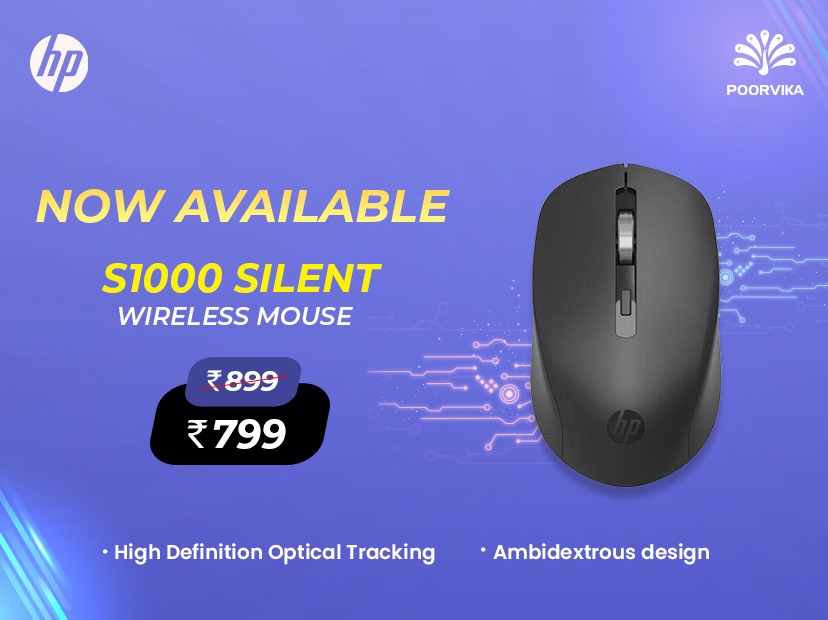 hp
POORVIKA
NOW AVAILABLE
S1000 SILENT
WIRELESS MOUSE
₹899
₹799
hp
• High Definition Optical Tracking
• Ambidextrous design